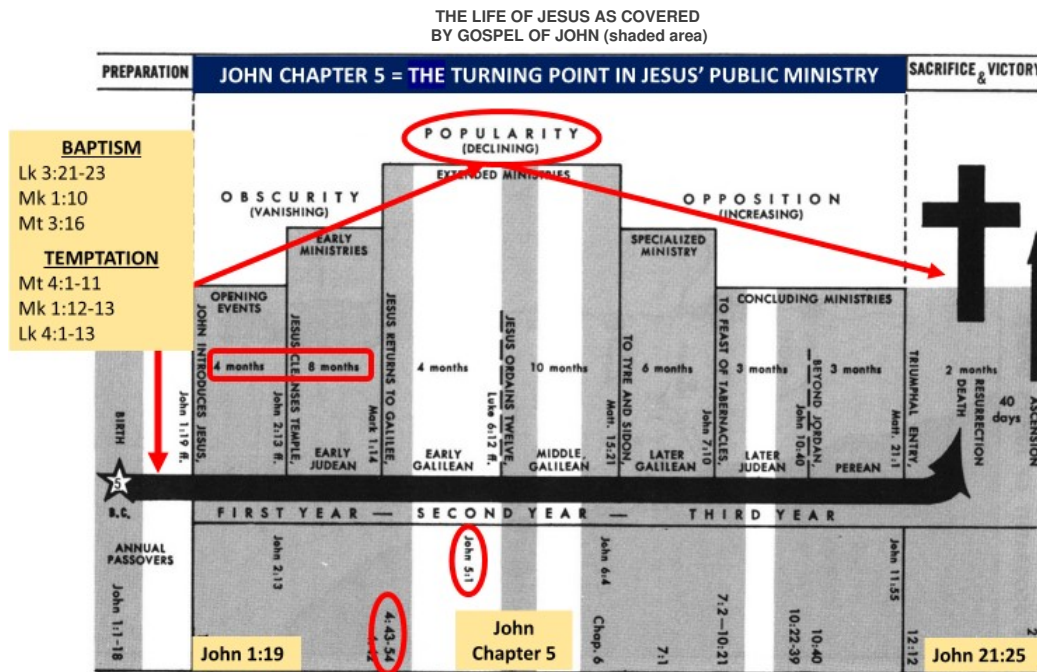 THE LIFE OF JESUS AS COVERED
BY GOSPEL OF JOHN (shaded area)
PREPARATION
JOHN CHAPTER 5 = THE TURNING POINT IN JESUS' PUBLIC MINISTRY
SACRIFICE & VICTORY
BAPTISM
Lk 3:21-23
Mk 1:10
Mt 3:16
TEMPTATION
Mt 4:1-11
Mk 1:12-13
Lk 4:1-13
POPULARITY
(DECLINING)
EXTENDED MINISTRIES
OBSCURITY
(VANISHING)
OPPOSITION
(INCREASING)
EARLY
MINISTRIES
SPECIALIZED
MINISTRY
OPENING
EVENTS
CONCLUDING MINISTRIES
JOHN INTRODUCES JESUS,
John 1:19 ff.
4 months
JESUS CLEANSES TEMPLE,
John 2:13 ff.
8 months
JESUS RETURNS TO GALILEE,
Mark 1:14
4 months
JESUS ORDAINS TWELVE,
Luke 6:12 ff.
10 months
TO TYRE AND SIDON
Matt. 15:21
6 months
TO FEAST OF TABERNACLES,
John 7:10
3 months
BEYOND JORDAN,
John 10:40
3 months
TRIUMPHAL ENTRY,
Matt. 21:1
2 months
DEATH
RESURRECTION
40
days
ASCENSION
BIRTH
EARLY
JUDEAN
EARLY
GALILEAN
MIDDLE
GALILEAN
LATER
GALILEAN
LATER
JUDEAN
PEREAN
5
B.C.
FIRST YEAR — SECOND YEAR — THIRD YEAR
ANNUAL
PASSOVERS
John 2:13
John 5:1
John 6:4
John 11:55
John 1:1-18
John 1:19
4:43-54
John
Chapter 5
Chap. 6
7:1
7:2—10:21
10:22-39
10:40
12:12
John 21:25